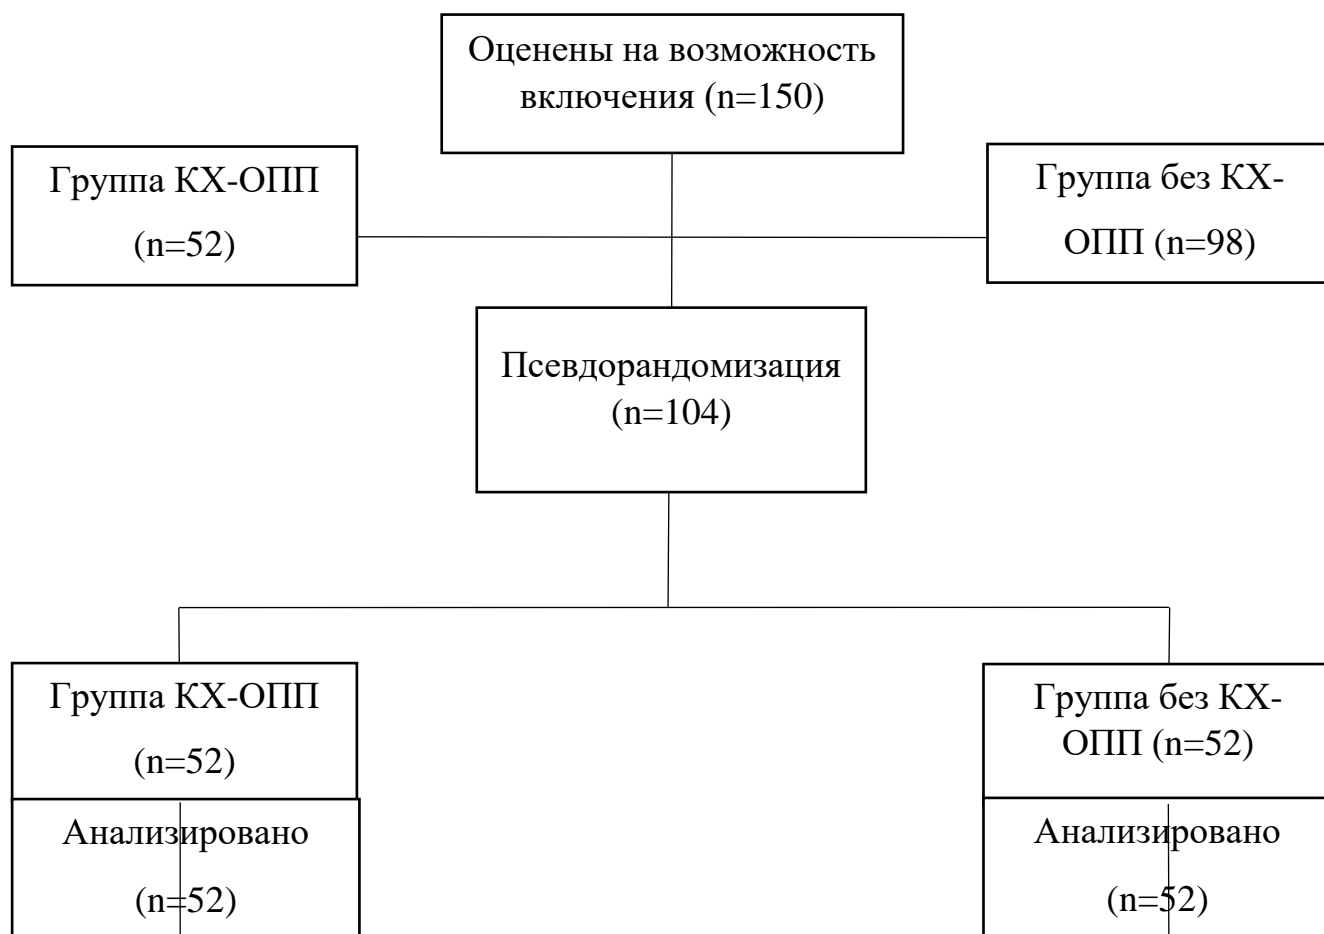 Оценены на возможность
включения (n=150)
Группа КХ-ОПП
(n=52)
Группа без КХ-
ОПП (n=98)
Псевдорандомизация
(n=104)
Группа КХ-ОПП
(n=52)
Группа без КХ-
ОПП (n=52)
Анализировано
(n=52)
Анализировано
(n=52)